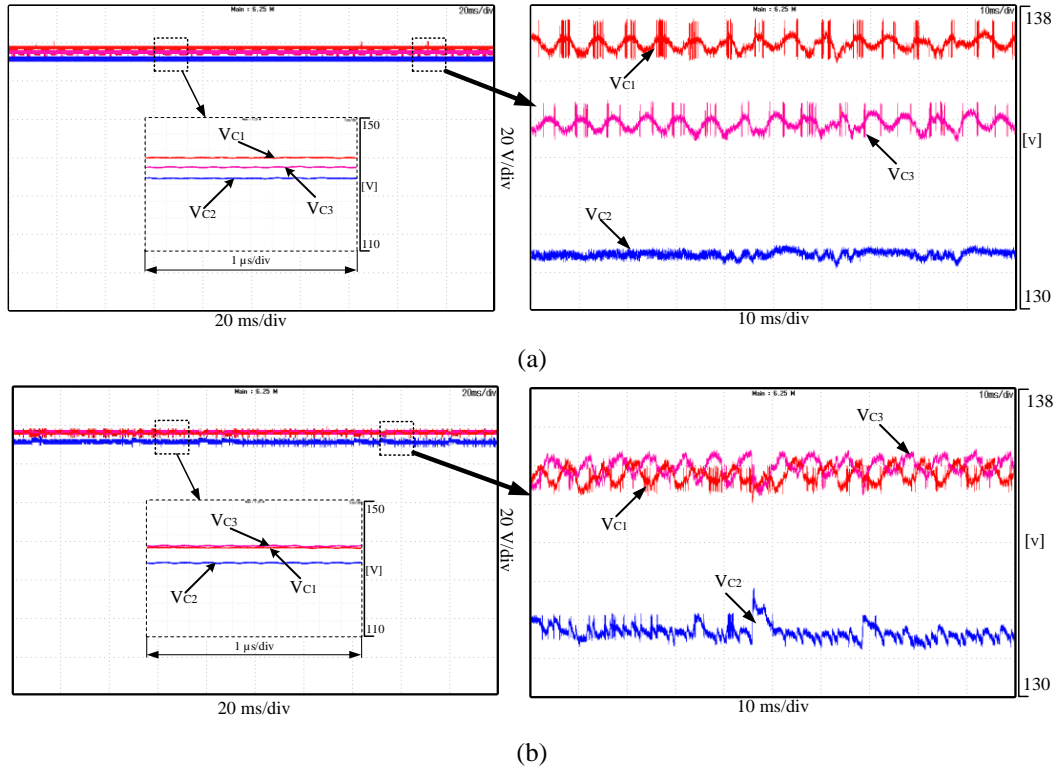 Main : 6.25 M
20ms/div
150
VC1
[V]
VC2
VC3
110
1 µs/div
20 ms/div
20 V/div
Main : 6.25 M
10ms/div
138
VC1
[v]
VC3
VC2
130
10 ms/div
(a)
Main : 6.25 M
20ms/div
150
VC3
[V]
VC2
VC1
110
1 µs/div
20 ms/div
20 V/div
Main : 6.25 M
10ms/div
138
VC3
VC1
[v]
VC2
130
10 ms/div
(b)